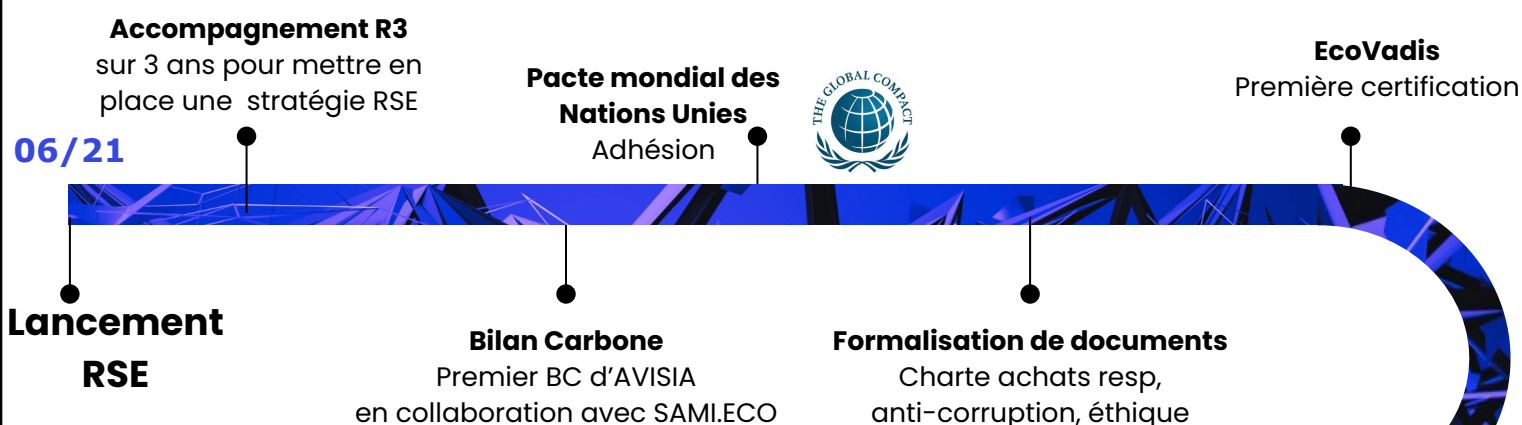 Accompagnement R3
sur 3 ans pour mettre en
place une stratégie RSE
Pacte mondial des
Nations Unies
Adhésion
THE GLOBAL COMPACT
EcoVadis
Première certification
06/21
Lancement
RSE
Bilan Carbone
Premier BC d’AVISIA
en collaboration avec SAMI.ECO
Formalisation de documents
Charte achats resp,
anti-corruption, éthique